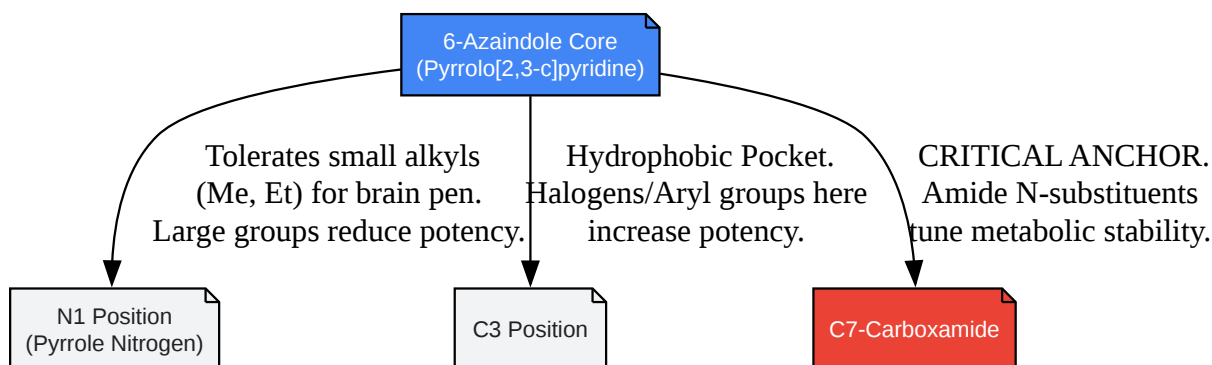 6-Azaindole Core
(Pyrrolo[2,3-c]pyridine)
Tolerates small alkyls
(Me, Et) for brain pen.
Large groups reduce potency.
Hydrophobic Pocket.
Halogens/Aryl groups here
increase potency.
CRITICAL ANCHOR.
Amide N-substituents
tune metabolic stability.
N1 Position
(Pyrrole Nitrogen)
C3 Position
C7-Carboxamide